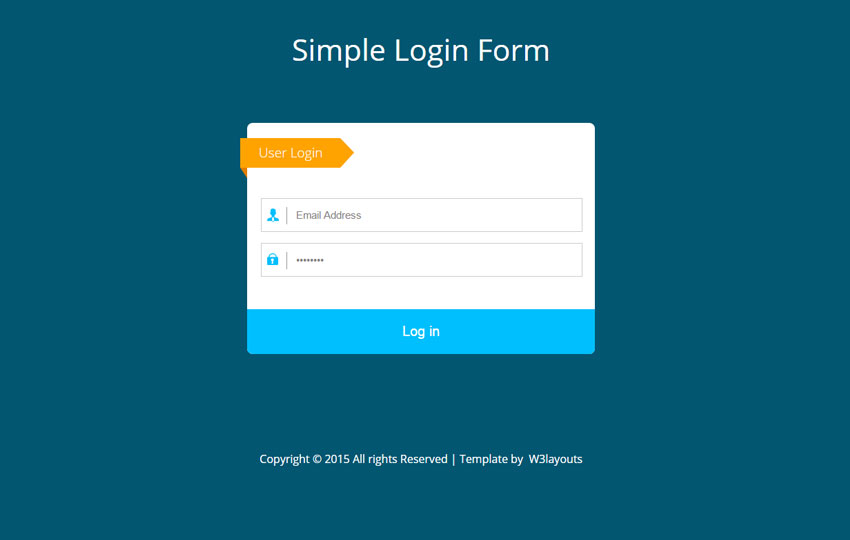 Simple Login Form
User Login
Email Address
••••••••
Log in
Copyright © 2015 All rights Reserved | Template by W3layouts